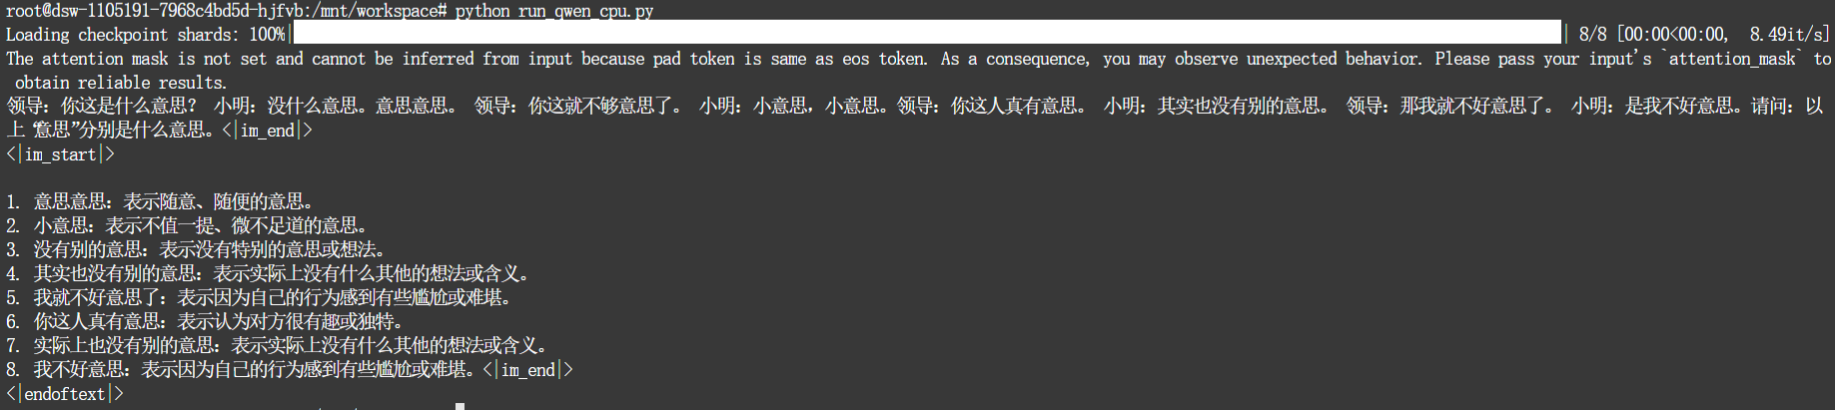 root@dsw-1105191-7968c4bd5d-hjfvb:/mnt/workspace# python run_qwen_cpu.py
Loading checkpoint shards: 100%| | 8/8 [00:00<00:00,  8.49it/s]
The attention mask is not set and cannot be inferred from input because pad token is same as eos token. As a consequence, you may observe unexpected behavior. Please pass your input's `attention_mask` to
obtain reliable results.
领导：你这是什么意思？ 小明：没什么意思。意思意思。 领导：你这就不够意思了。 小明：小意思，小意思。领导：你这人真有意思。 小明：其实也没有别的意思。 领导：那我就不好意思了。 小明：是我不好意思。请问：以
上“意思”分别是什么意思。<|im_end|>
<|im_start|>
1. 意思意思：表示随意、随便的意思。
2. 小意思：表示不值一提、微不足道的意思。
3. 没有别的意思：表示没有特别的意思或想法。
4. 其实也没有别的意思：表示实际上没有什么其他的想法或含义。
5. 我就不好意思了：表示因为自己的行为感到有些尴尬或难堪。
6. 你这人真有意思：表示认为对方很有趣或独特。
7. 实际上也没有别的意思：表示实际上没有什么其他的想法或含义。
8. 我不好意思：表示因为自己的行为感到有些尴尬或难堪。<|im_end|>
<|endoftext|>